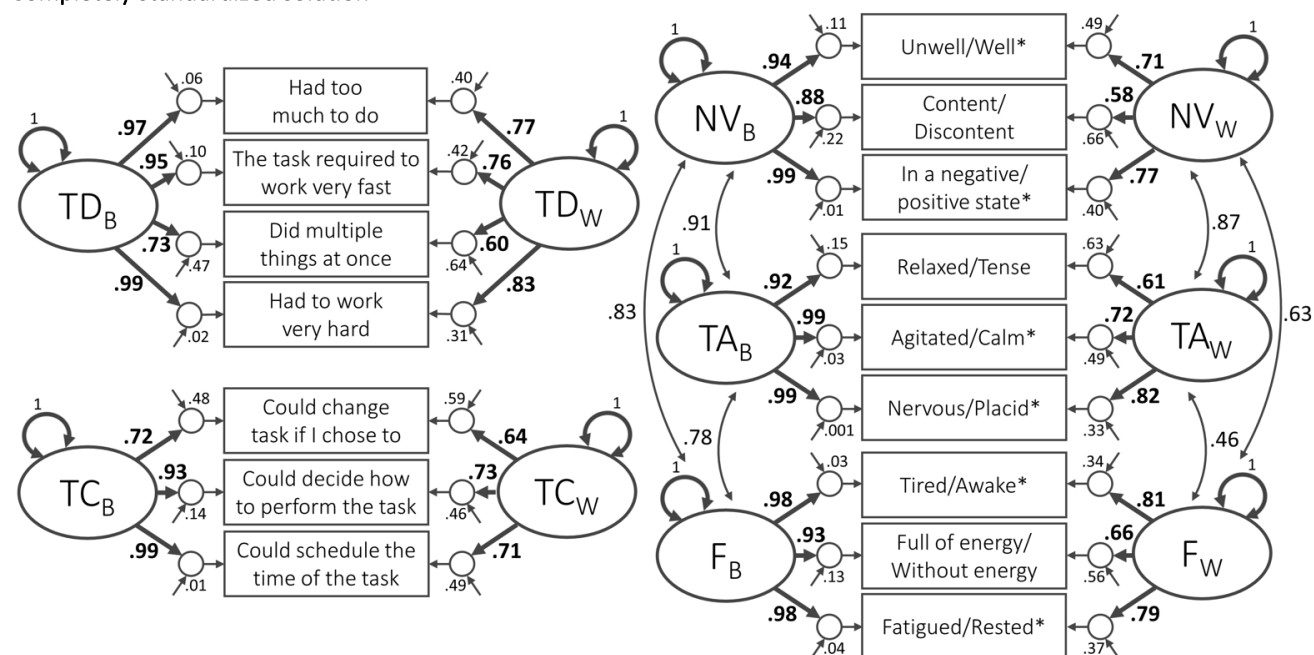 1
.06
Had too
much to do
.40
1
.97
.77
TD_B
.95
.10
The task required to
work very fast
.42
.76
TD_W
.73
.47
Did multiple
things at once
.64
.60
.99
.02
Had to work
very hard
.31
.83
1
.48
Could change
task if I chose to
.59
1
.72
.64
TC_B
.93
.14
Could decide how
to perform the task
.46
.73
TC_W
.99
.01
Could schedule the
time of the task
.49
.71
1
.11
Unwell/Well*
.49
1
.94
.71
NV_B
.88
.22
Content/
Discontent
.66
.58
NV_W
.99
.01
In a negative/
positive state*
.40
.77
.91
.87
.83
.63
1
.15
Relaxed/Tense
.63
1
.92
.61
TA_B
.99
.03
Agitated/Calm*
.49
.72
TA_W
.99
.001
Nervous/Placid*
.33
.82
.78
.46
1
.03
Tired/Awake*
.34
1
.98
.81
F_B
.93
.13
Full of energy/
Without energy
.56
.66
F_W
.98
.04
Fatigued/Rested*
.37
.79